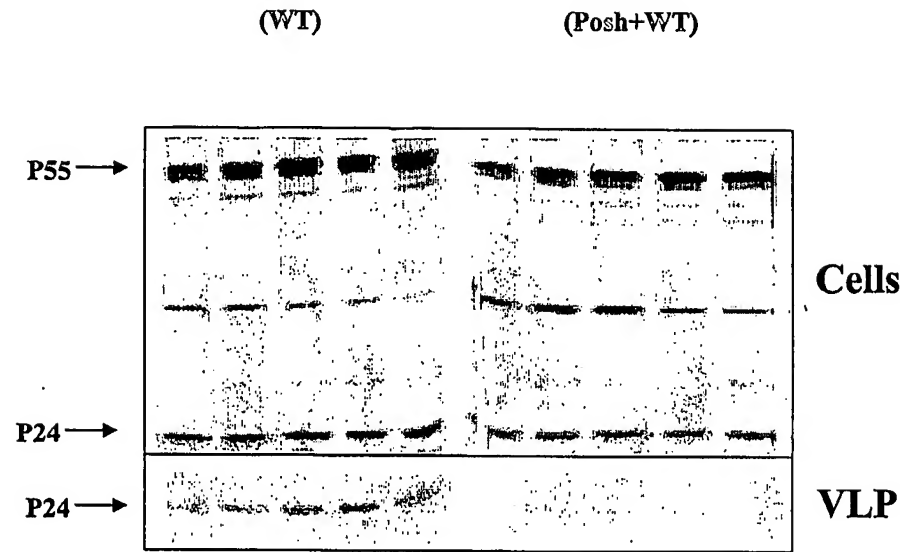 (WT) (Posh+WT)
P55
Cells
P24
P24
VLP